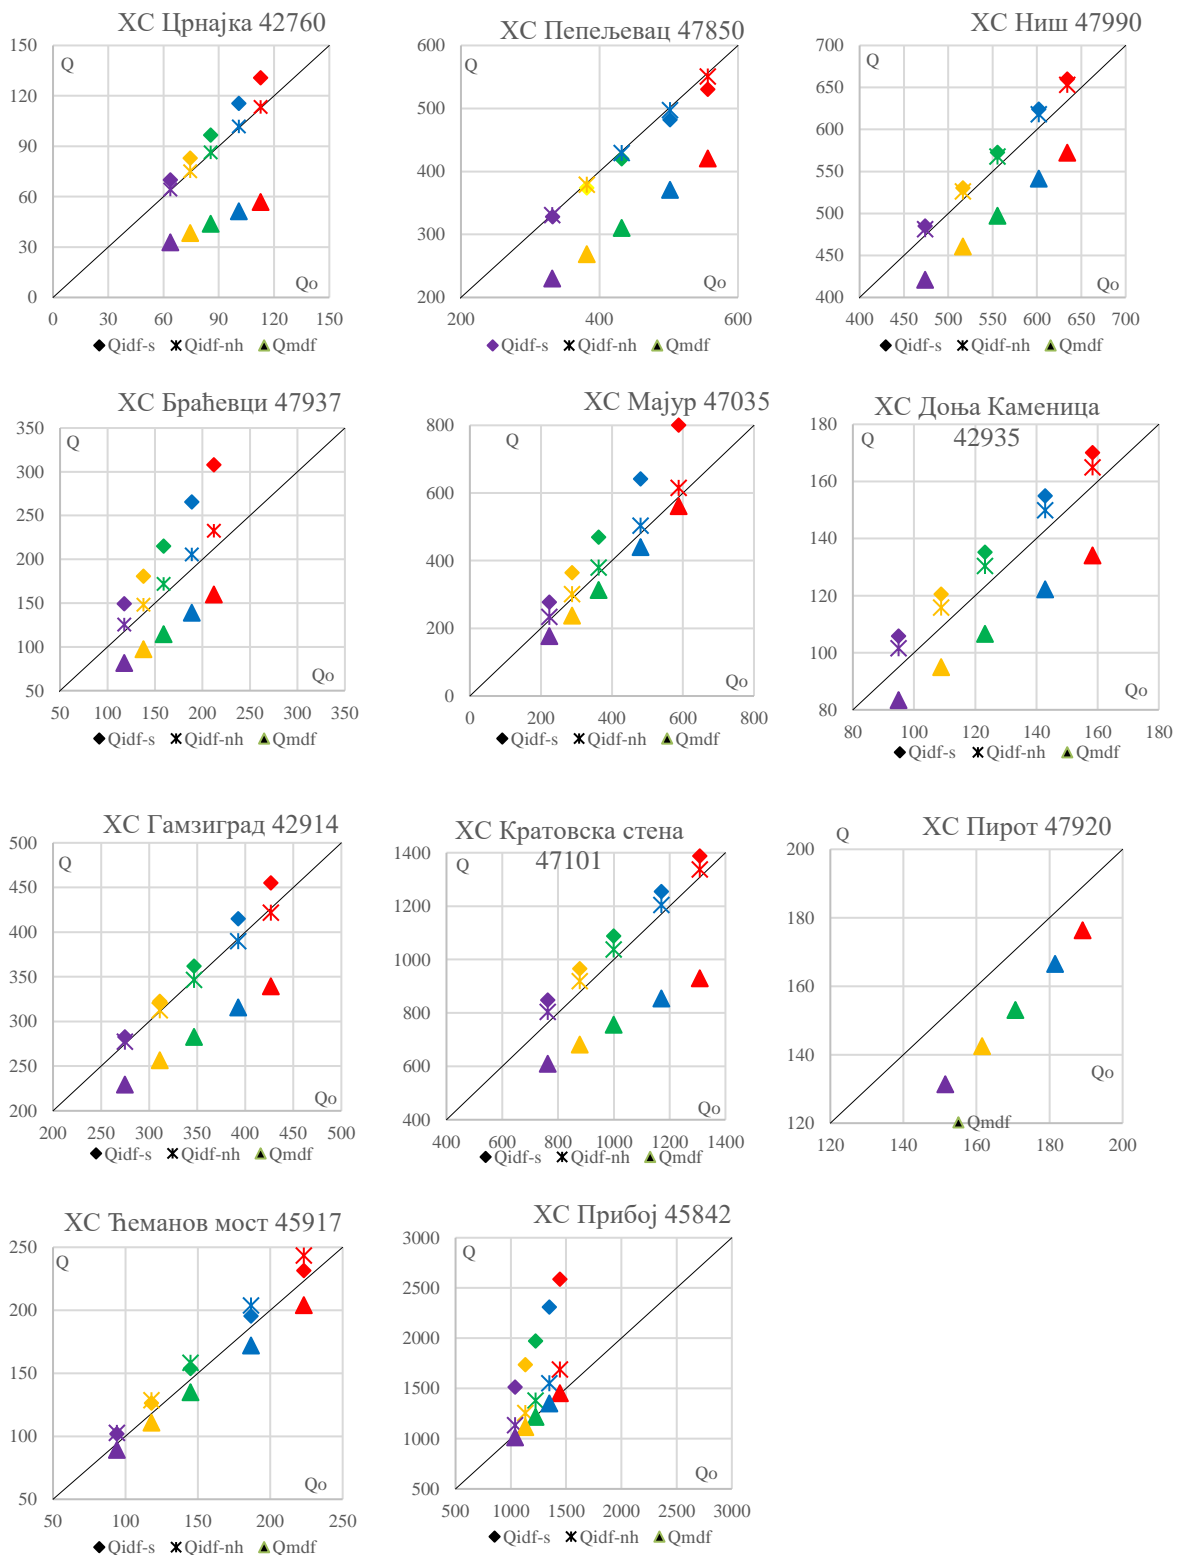 ХС Црнајка 42760
Q
150
120
90
60
30
0
Qo
0 30 60 90 120 150
Qidf-s Qidf-nh Qmdf
ХС Пепељевац 47850
Q
600
500
400
300
200
Qo
200 400 600
Qidf-s Qidf-nh Qmdf
ХС Ниш 47990
Q
700
650
600
550
500
450
400
Qo
400 450 500 550 600 650 700
Qidf-s Qidf-nh Qmdf
ХС Браћевци 47937
Q
350
300
250
200
150
100
50
Qo
50 100 150 200 250 300 350
Qidf-s Qidf-nh Qmdf
ХС Мајур 47035
Q
800
600
400
200
0
Qo
0 200 400 600 800
Qidf-s Qidf-nh Qmdf
ХС Доња Каменица
42935
Q
180
160
140
120
100
80
Qo
80 100 120 140 160 180
Qidf-s Qidf-nh Qmdf
ХС Гамзиград 42914
Q
500
450
400
350
300
250
200
Qo
200 250 300 350 400 450 500
Qidf-s Qidf-nh Qmdf
ХС Кратовска стена
47101
Q
1400
1200
1000
800
600
400
Qo
400 600 800 1000 1200 1400
Qidf-s Qidf-nh Qmdf
ХС Пирот 47920
Q
200
180
160
140
120
Qo
Qmdf
120 140 160 180 200
ХС Ћеманов мост 45917
Q
250
200
150
100
50
Qo
50 100 150 200 250
Qidf-s Qidf-nh Qmdf
ХС Прибој 45842
Q
3000
2500
2000
1500
1000
500
Qo
500 1000 1500 2000 2500 3000
Qidf-s Qidf-nh Qmdf